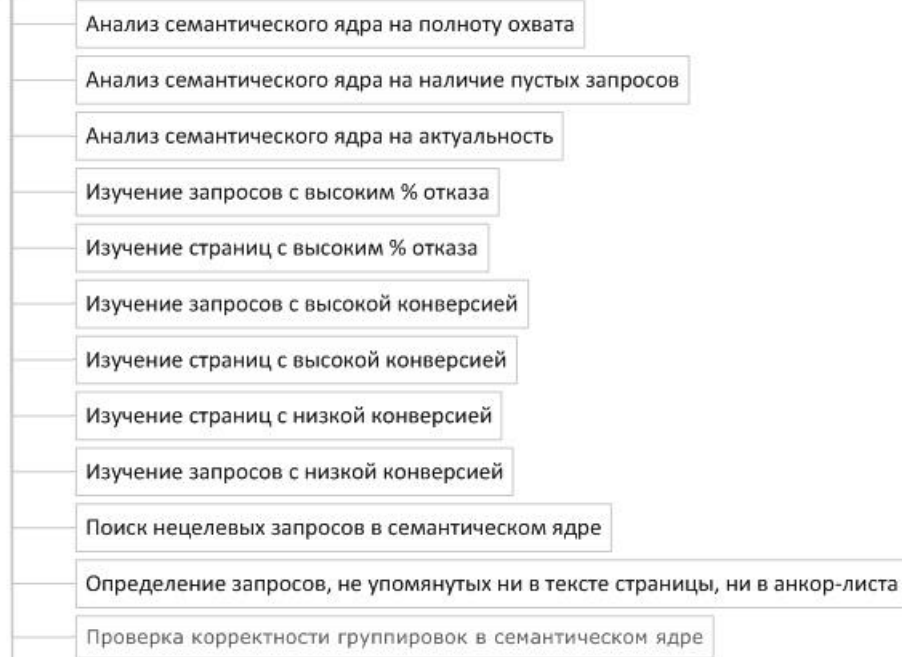 Анализ семантического ядра на полноту охвата
Анализ семантического ядра на наличие пустых запросов
Анализ семантического ядра на актуальность
Изучение запросов с высоким % отказа
Изучение страниц с высоким % отказа
Изучение запросов с высокой конверсией
Изучение страниц с высокой конверсией
Изучение страниц с низкой конверсией
Изучение запросов с низкой конверсией
Поиск нецелевых запросов в семантическом ядре
Определение запросов, не упомянутых ни в тексте страницы, ни в анкор-листа
Проверка корректности группировок в семантическом ядре